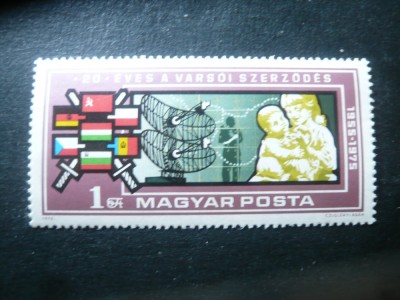 20 ÉVES A VARSÓI SZERZŐDÉS
1955-1975
1 Ft
MAGYAR POSTA